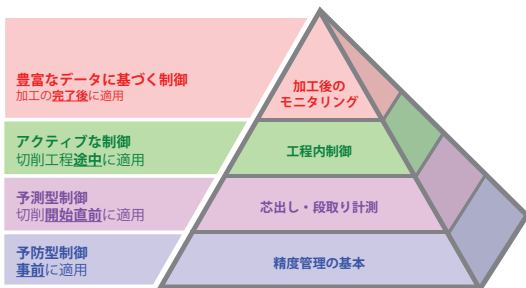 豊富なデータに基づく制御
加工の完了後に適用
加工後の
モニタリング
アクティブな制御
切削工程途中に適用
工程内制御
予測型制御
切削開始直前に適用
芯出し・段取り計測
予防型制御
事前に適用
精度管理の基本